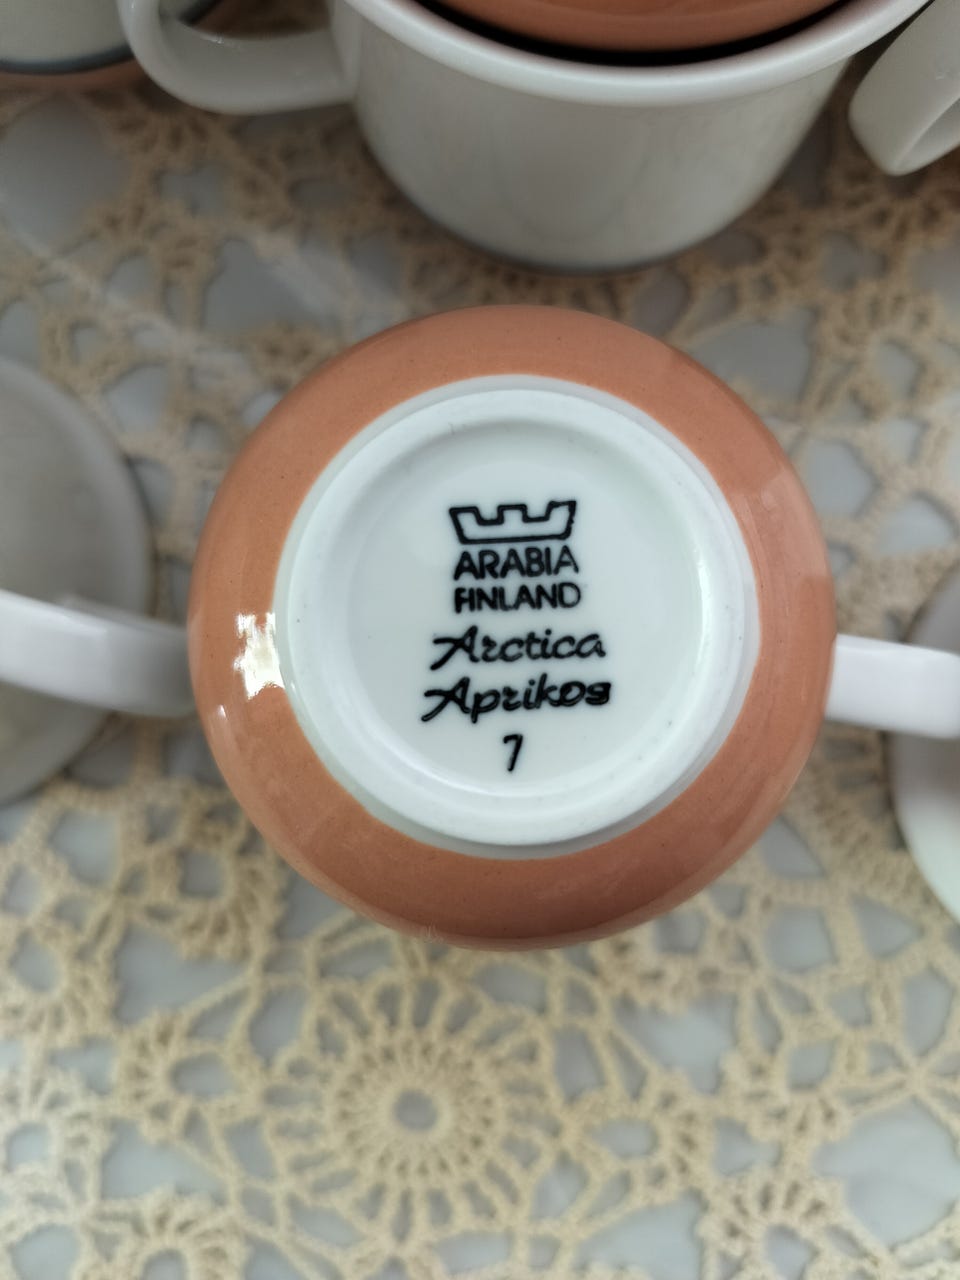 ARABIA
FINLAND
Arctica
Aprikos
7